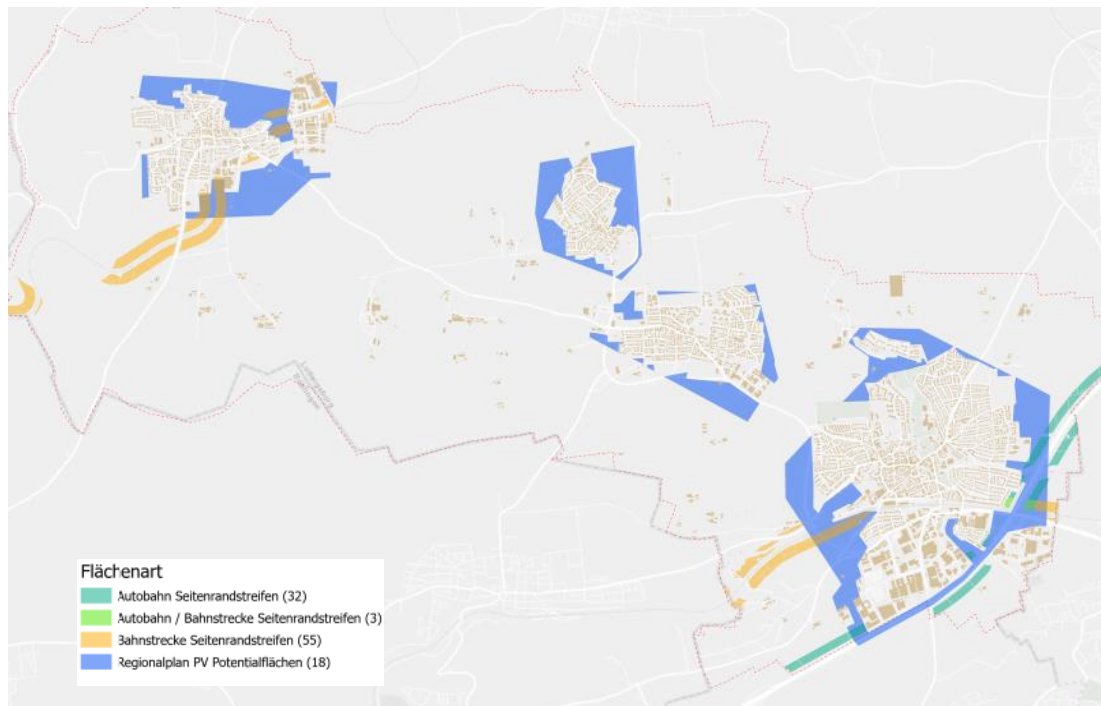 Flächenart
Autobahn Seitenrandstreifen (32)
Autobahn / Bahnstrecke Seitenrandstreifen (3)
Bahnstrecke Seitenrandstreifen (55)
Regionalplan PV Potentialflächen (18)